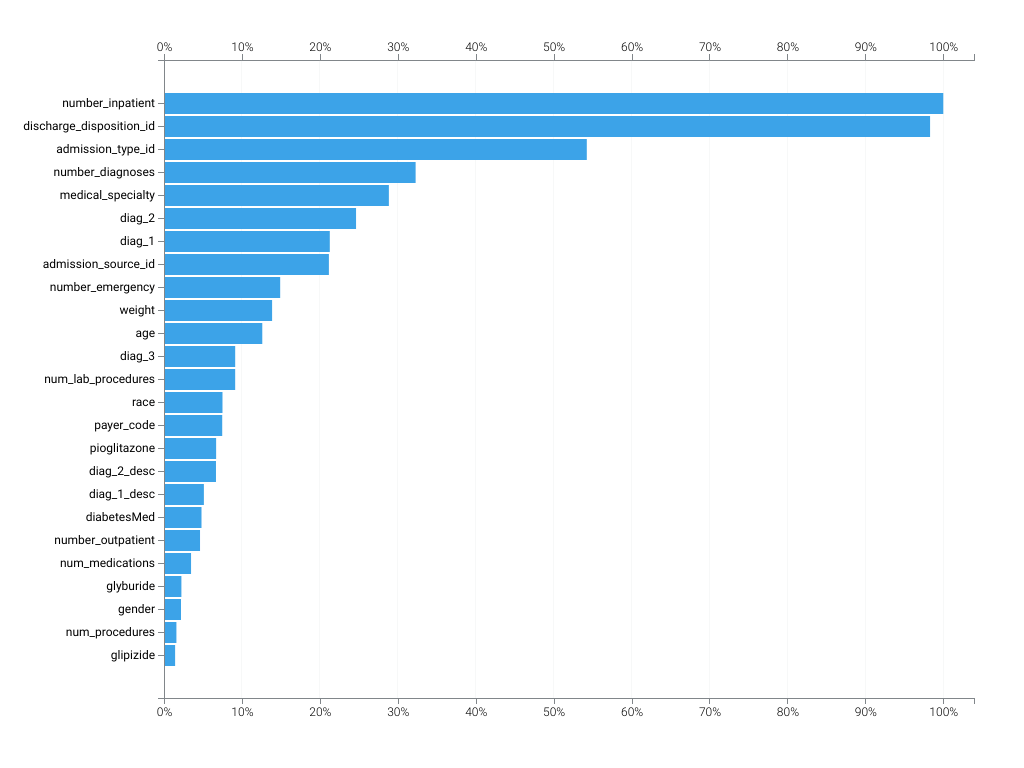 0% 10% 20% 30% 40% 50% 60% 70% 80% 90% 100%
number_inpatient
discharge_disposition_id
admission_type_id
number_diagnoses
medical_specialty
diag_2
diag_1
admission_source_id
number_emergency
weight
age
diag_3
num_lab_procedures
race
payer_code
pioglitazone
diag_2_desc
diag_1_desc
diabetesMed
number_outpatient
num_medications
glyburide
gender
num_procedures
glipizide
0% 10% 20% 30% 40% 50% 60% 70% 80% 90% 100%